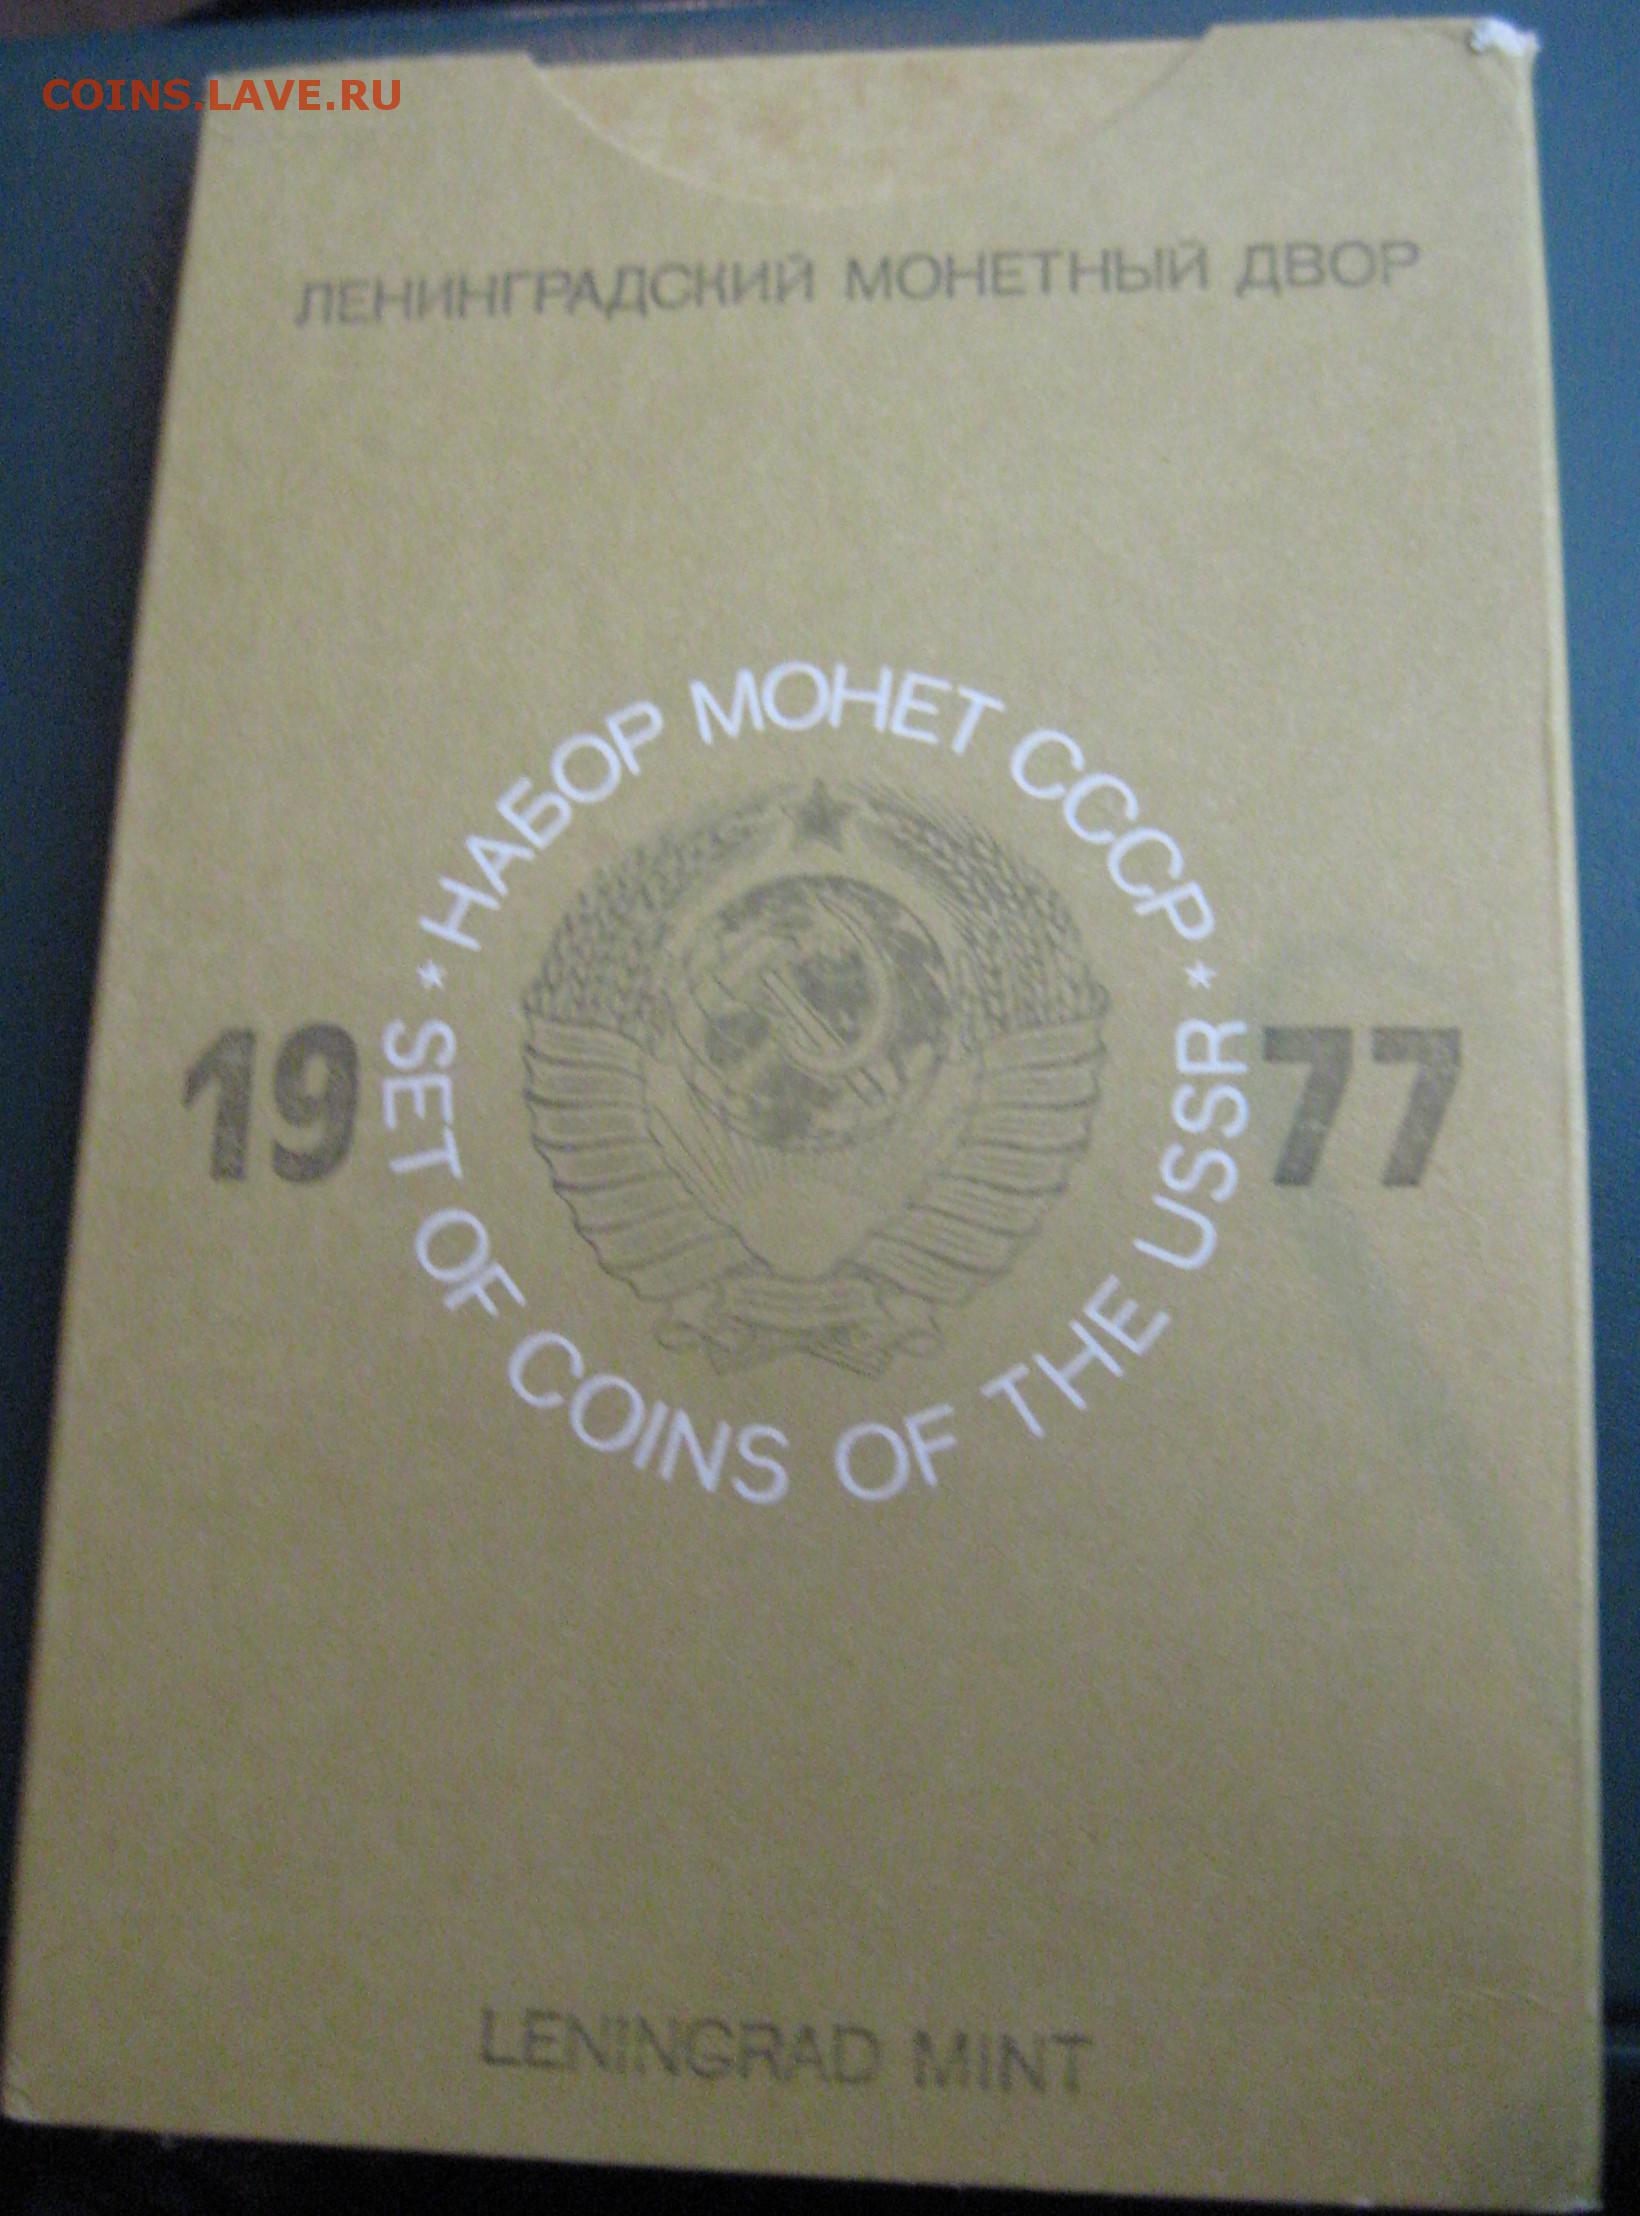 COINS.LAVE.RU
ЛЕНИНГРАДСКИЙ МОНЕТНЫЙ ДВОР
* НАБОР МОНЕТ СССР *
19 77
SET OF COINS OF THE USSR
LENINGRAD MINT